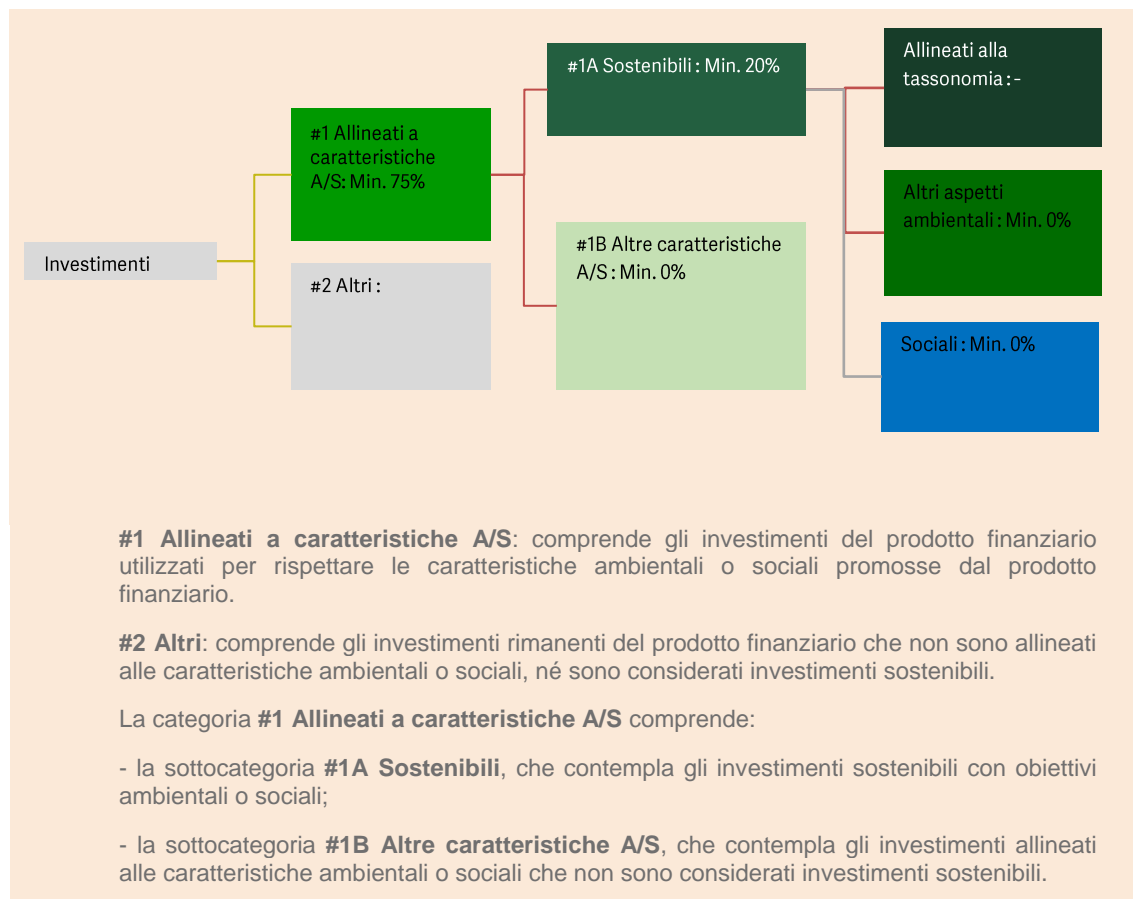 Investimenti
#1 Allineati a
caratteristiche
A/S: Min. 75%
#2 Altri :
#1A Sostenibili : Min. 20%
#1B Altre caratteristiche
A/S : Min. 0%
Allineati alla
tassonomia : -
Altri aspetti
ambientali : Min. 0%
Sociali : Min. 0%
#1 Allineati a caratteristiche A/S: comprende gli investimenti del prodotto finanziario
utilizzati per rispettare le caratteristiche ambientali o sociali promosse dal prodotto
finanziario.
#2 Altri: comprende gli investimenti rimanenti del prodotto finanziario che non sono allineati
alle caratteristiche ambientali o sociali, né sono considerati investimenti sostenibili.
La categoria #1 Allineati a caratteristiche A/S comprende:
- la sottocategoria #1A Sostenibili, che contempla gli investimenti sostenibili con obiettivi
ambientali o sociali;
- la sottocategoria #1B Altre caratteristiche A/S, che contempla gli investimenti allineati
alle caratteristiche ambientali o sociali che non sono considerati investimenti sostenibili.